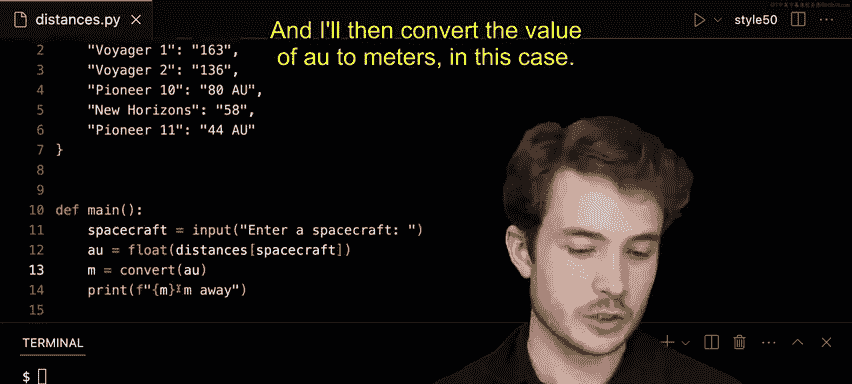 distances.py
style50
And I'll then convert the value
of au to meters, in this case.
2 "Voyager 1": "163",
3 "Voyager 2": "136",
4 "Pioneer 10": "80 AU",
5 "New Horizons": "58",
6 "Pioneer 11": "44 AU"
7 }
8
9
10 def main():
11 spacecraft = input("Enter a spacecraft: ")
12 au = float(distances[spacecraft])
13 m = convert(au)
14 print(f"{m} m away")
15
TERMINAL
$